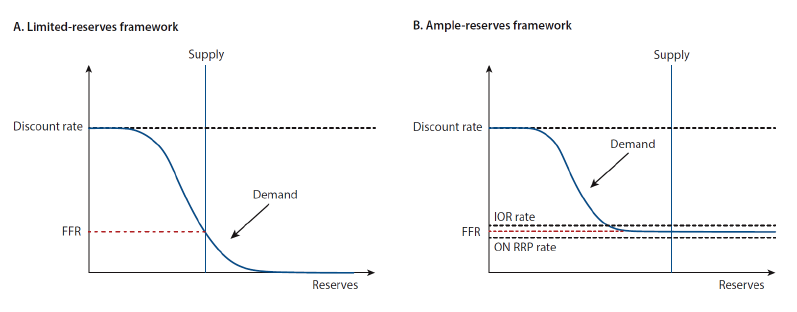 A. Limited-reserves framework
Supply
Discount rate
Demand
FFR
Reserves
B. Ample-reserves framework
Supply
Discount rate
Demand
IOR rate
FFR
ON RRP rate
Reserves